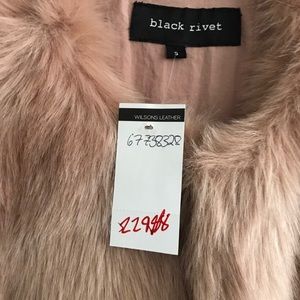 black rivet
S
WILSONS LEATHER
67738328